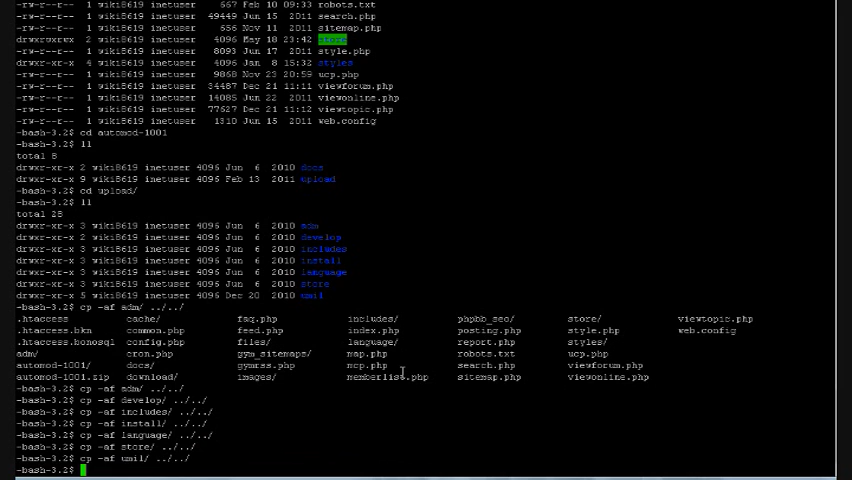 -rw-r--r-- 1 wiki8619 inetuser 667 Feb 10 09:33 robots.txt
-rw-r--r-- 1 wiki8619 inetuser 49449 Jun 15 2011 search.php
-rw-r--r-- 1 wiki8619 inetuser 656 Nov 11 2011 sitemap.php
drwxrwxrwx 2 wiki8619 inetuser 4096 May 18 23:42 store
-rw-r--r-- 1 wiki8619 inetuser 8093 Jun 17 2011 style.php
drwxr-xr-x 4 wiki8619 inetuser 4096 Jan 8 15:32 styles
-rw-r--r-- 1 wiki8619 inetuser 9868 Nov 23 20:59 ucp.php
-rw-r--r-- 1 wiki8619 inetuser 34487 Dec 21 11:11 viewforum.php
-rw-r--r-- 1 wiki8619 inetuser 14085 Jun 22 2011 viewonline.php
-rw-r--r-- 1 wiki8619 inetuser 77627 Dec 21 11:12 viewtopic.php
-rw-r--r-- 1 wiki8619 inetuser 1310 Jun 15 2011 web.config
-bash-3.2$ cd automod-1001
-bash-3.2$ ll
total 8
drwxr-xr-x 2 wiki8619 inetuser 4096 Jun 6 2010 docs
drwxr-xr-x 9 wiki8619 inetuser 4096 Feb 13 2011 upload
-bash-3.2$ cd upload/
-bash-3.2$ ll
total 28
drwxr-xr-x 3 wiki8619 inetuser 4096 Jun 6 2010 adm
drwxr-xr-x 2 wiki8619 inetuser 4096 Jun 6 2010 develop
drwxr-xr-x 3 wiki8619 inetuser 4096 Jun 6 2010 includes
drwxr-xr-x 3 wiki8619 inetuser 4096 Jun 6 2010 install
drwxr-xr-x 3 wiki8619 inetuser 4096 Jun 6 2010 language
drwxr-xr-x 2 wiki8619 inetuser 4096 Jun 6 2010 store
drwxr-xr-x 5 wiki8619 inetuser 4096 Dec 20 2010 umil
-bash-3.2$ cp -af adm/ ../../
.htaccess cache/ faq.php includes/ phpbb_seo/ store/ viewtopic.php
.htaccess.bkn common.php feed.php index.php posting.php style.php web.config
.htaccess.bonosql config.php files/ language/ report.php styles/
adm/ cron.php gym_sitemaps/ map.php robots.txt ucp.php
automod-1001/ docs/ gymrss.php mcp.php search.php viewforum.php
automod-1001.zip download/ images/ memberlist.php sitemap.php viewonline.php
-bash-3.2$ cp -af adm/ ../../
-bash-3.2$ cp -af develop/ ../../
-bash-3.2$ cp -af includes/ ../../
-bash-3.2$ cp -af install/ ../../
-bash-3.2$ cp -af language/ ../../
-bash-3.2$ cp -af store/ ../../
-bash-3.2$ cp -af umil/ ../../
-bash-3.2$